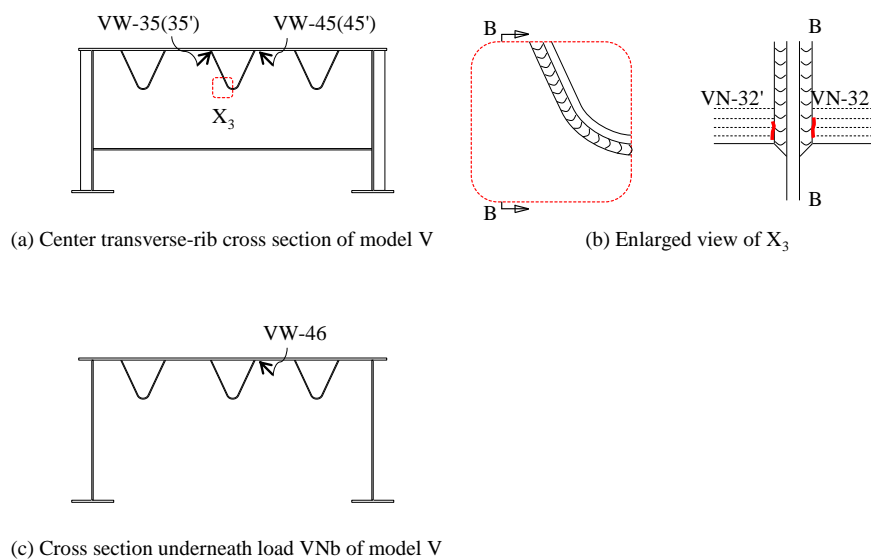 VW-35(35') VW-45(45')
X3
(a) Center transverse-rib cross section of model V
B
B
B
VN-32' VN-32
B
(b) Enlarged view of X3
VW-46
(c) Cross section underneath load VNb of model V